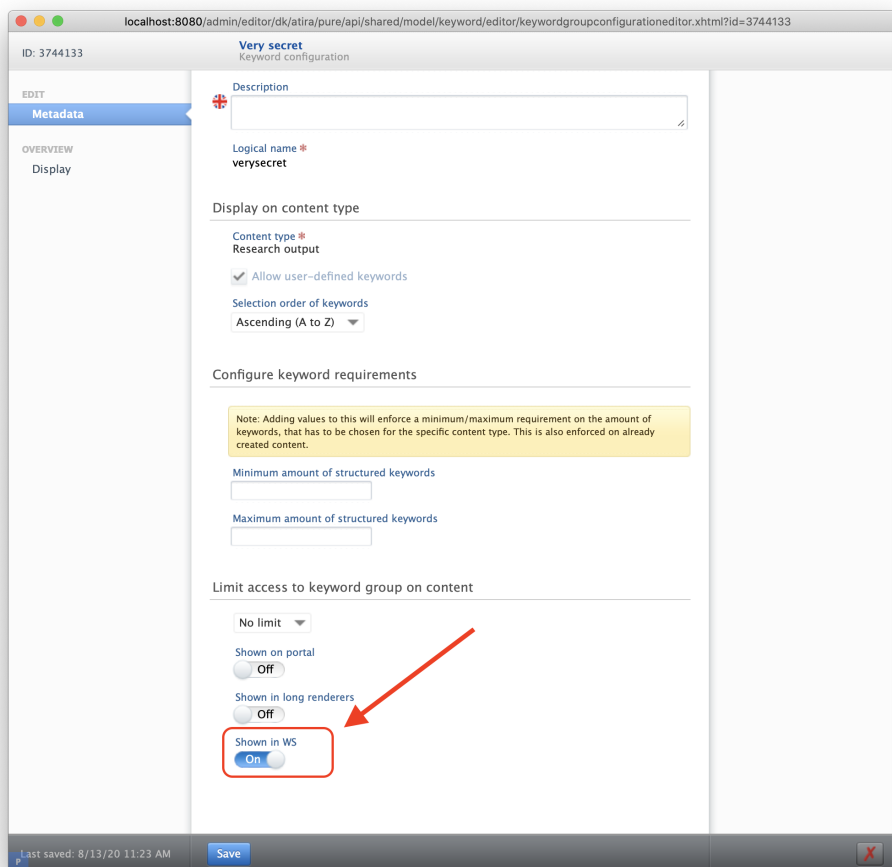 localhost:8080/admin/editor/dk/atira/pure/api/shared/model/keyword/editor/keywordgroupconfigurationeditor.xhtml?id=3744133
ID: 3744133
Very secret
Keyword configuration
EDIT
Metadata
OVERVIEW
Display
Description
Logical name *
verysecret
Display on content type
Content type *
Research output
Allow user-defined keywords
Selection order of keywords
Ascending (A to Z)
Configure keyword requirements
Note: Adding values to this will enforce a minimum/maximum requirement on the amount of
keywords, that has to be chosen for the specific content type. This is also enforced on already
created content.
Minimum amount of structured keywords
Maximum amount of structured keywords
Limit access to keyword group on content
No limit
Shown on portal
Off
Shown in long renderers
Off
Shown in WS
On
Last saved: 8/13/20 11:23 AM
P
Save